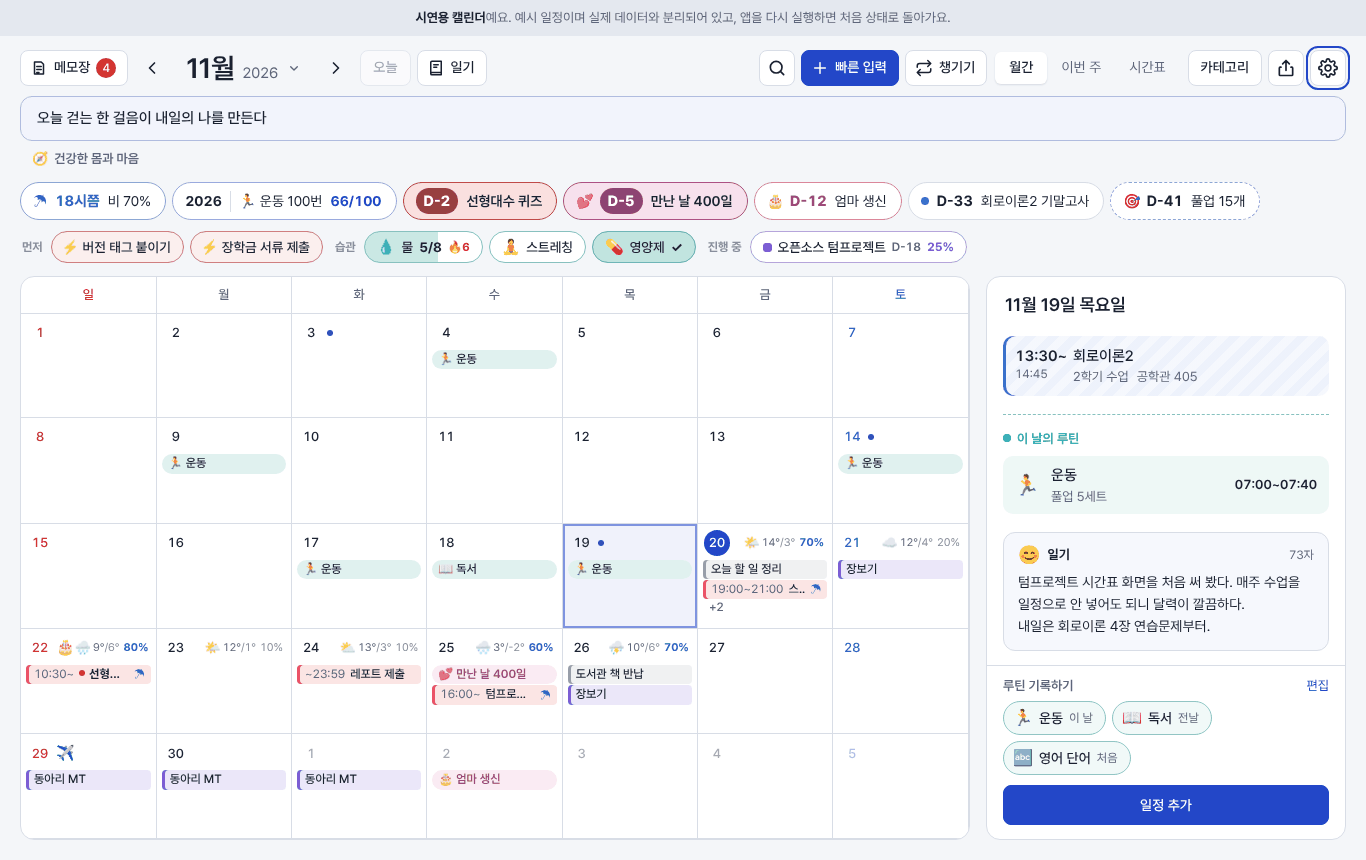 시연용 캘린더예요. 예시 일정이며 실제 데이터와 분리되어 있고, 앱을 다시 실행하면 처음 상태로 돌아가요.
메모장 4 11월 2026 오늘 일기 빠른 입력 챙기기 월간 이번 주 시간표 카테고리
오늘 걷는 한 걸음이 내일의 나를 만든다
건강한 몸과 마음
18시쯤 비 70% 2026 운동 100번 66/100 D-2 선형대수 퀴즈 D-5 만난 날 400일 D-12 엄마 생신 D-33 회로이론2 기말고사 D-41 풀업 15개
먼저 버전 태그 붙이기 장학금 서류 제출 습관 물 5/8 6 스트레칭 영양제 진행 중 오픈소스 텀프로젝트 D-18 25%
일 월 화 수 목 금 토
1 2 3 4 5 6 7
운동
8 9 10 11 12 13 14
운동 운동
15 16 17 18 19 20 14°/3° 70% 21 12°/4° 20%
운동 독서 운동 오늘 할 일 정리 장보기
19:00~21:00 스..
+2
22 9°/6° 80% 23 12°/1° 10% 24 13°/3° 10% 25 3°/-2° 60% 26 10°/6° 70% 27 28
10:30~ 선형... ~23:59 레포트 제출 만난 날 400일 도서관 책 반납
16:00~ 텀프로... 장보기
29 30 1 2 3 4 5
동아리 MT 동아리 MT 동아리 MT 엄마 생신
11월 19일 목요일
13:30~ 회로이론2
14:45 2학기 수업 공학관 405
이 날의 루틴
운동
풀업 5세트
07:00~07:40
일기 73자
텀프로젝트 시간표 화면을 처음 써 봤다. 매주 수업을
일정으로 안 넣어도 되니 달력이 깔끔하다.
내일은 회로이론 4장 연습문제부터.
루틴 기록하기 편집
운동 이 날 독서 전날
abc 영어 단어 처음
일정 추가